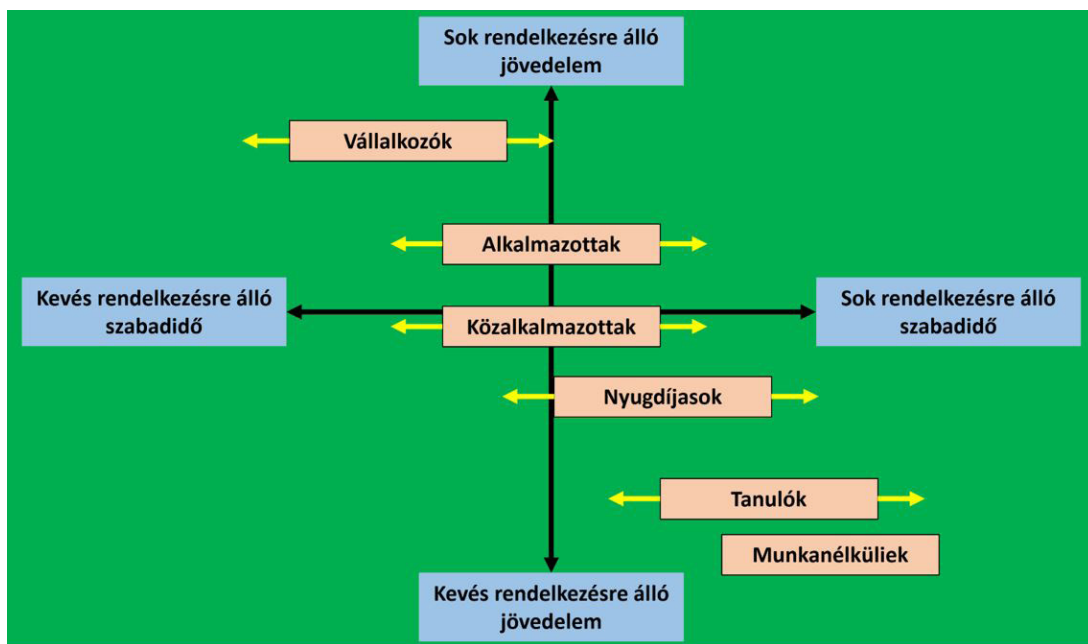 Sok rendelkezésre álló
jövedelem
Vállalkozók
Alkalmazottak
Kevés rendelkezésre álló
szabadidő
Sok rendelkezésre álló
szabadidő
Közalkalmazottak
Nyugdíjasok
Tanulók
Munkanélküliek
Kevés rendelkezésre álló
jövedelem